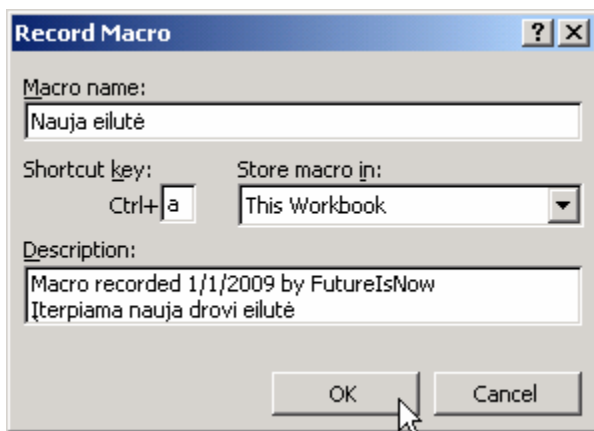 Record Macro
Macro name:
Nauja eilutė
Shortcut key: Store macro in:
Ctrl+ a This Workbook
Description:
Macro recorded 1/1/2009 by FutureIsNow
Įterpiama nauja drovi eilutė
OK Cancel